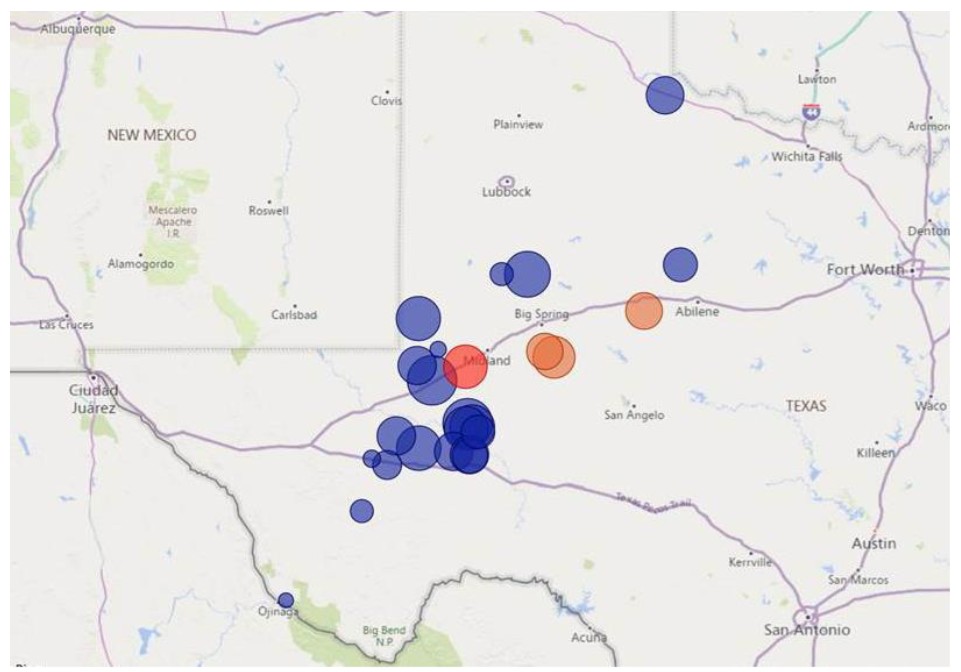 Albuquerque
Lawton
Clovis
44
NEW MEXICO
Plainview
Ardmor
Wichita Falls
Lubbock
Mescalero
Apache
I.R.
Roswell
Denton
Alamogordo
Fort Worth
Carlsbad
Big Spring
Abilene
Las Cruces
Midland
Ciudad
Juárez
San Angelo
TEXAS
Waco
Killeen
Texas Pecos Trail
Austin
Kerrville
San Marcos
Ojinaga
Big Bend
N.P.
Acuña
San Antonio